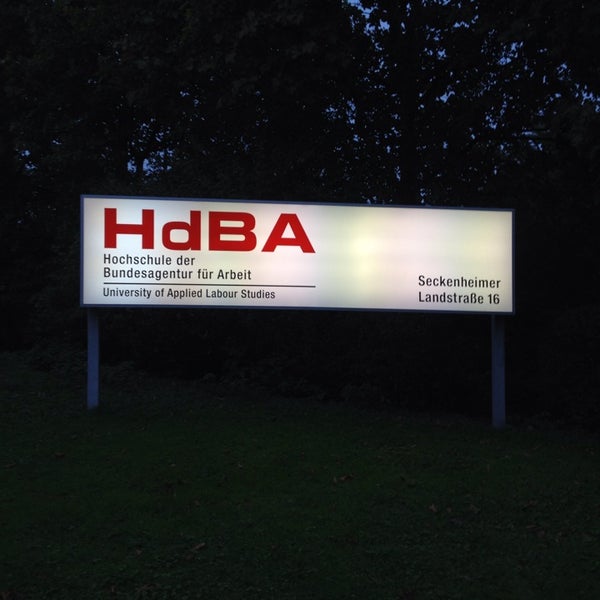 HdBA
Hochschule der
Bundesagentur für Arbeit
University of Applied Labour Studies
Seckenheimer
Landstraße 16